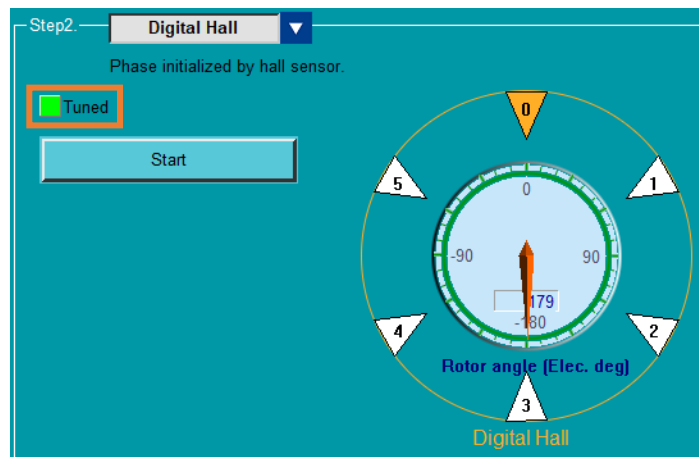 Step2.
Digital Hall
Phase initialized by hall sensor.
Tuned
Start
0
5
1
0
-90
90
179
-180
4
2
Rotor angle (Elec. deg)
3
Digital Hall